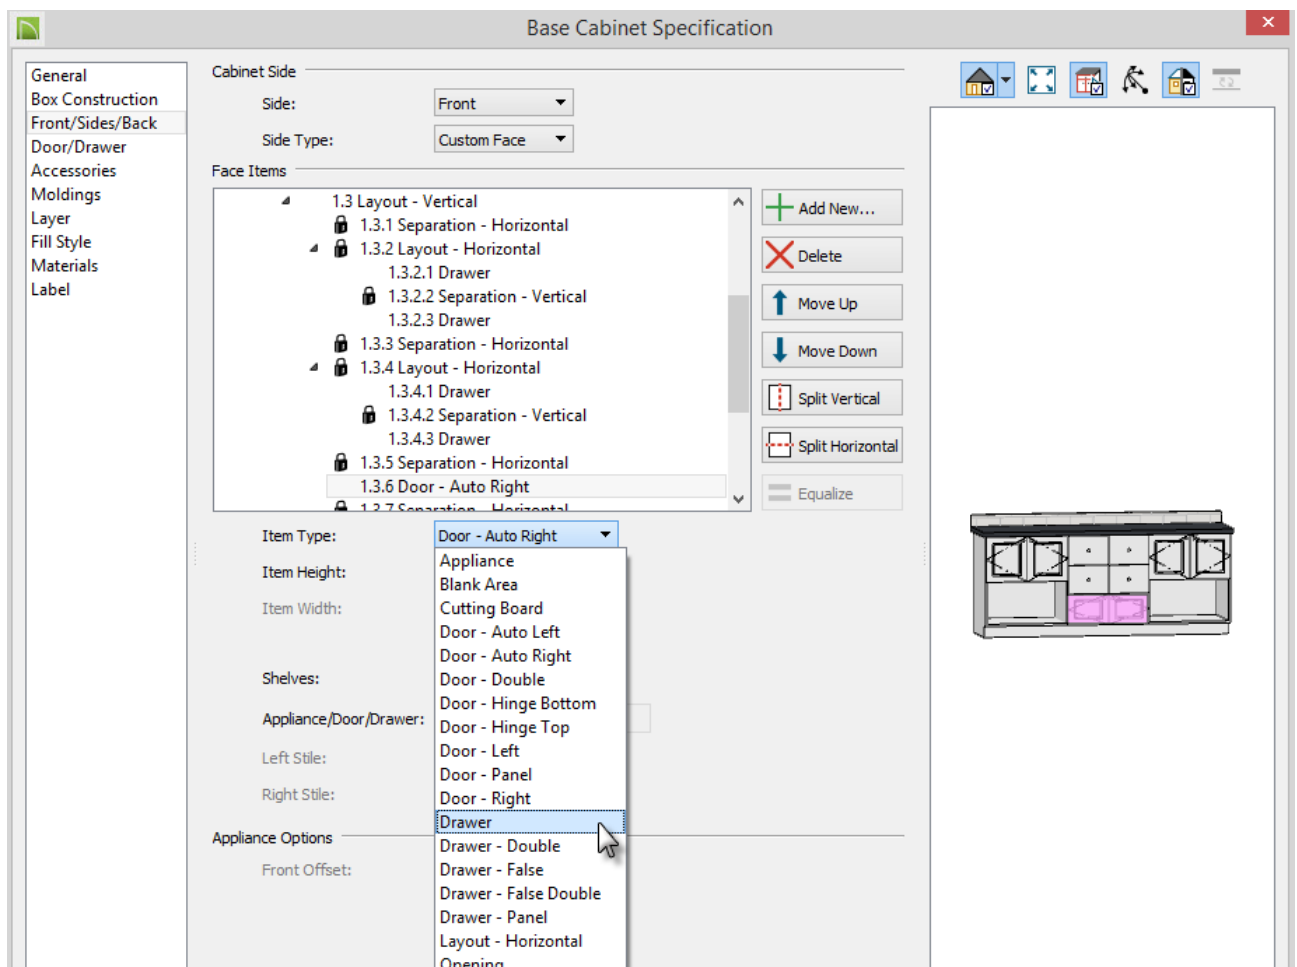 Base Cabinet Specification
General
Box Construction
Front/Sides/Back
Door/Drawer
Accessories
Moldings
Layer
Fill Style
Materials
Label
Cabinet Side
Side:
Front
Side Type:
Custom Face
Face Items
1.3 Layout - Vertical
1.3.1 Separation - Horizontal
1.3.2 Layout - Horizontal
1.3.2.1 Drawer
1.3.2.2 Separation - Vertical
1.3.2.3 Drawer
1.3.3 Separation - Horizontal
1.3.4 Layout - Horizontal
1.3.4.1 Drawer
1.3.4.2 Separation - Vertical
1.3.4.3 Drawer
1.3.5 Separation - Horizontal
1.3.6 Door - Auto Right
1.3.7 Separation - Horizontal
Add New...
Delete
Move Up
Move Down
Split Vertical
Split Horizontal
Equalize
Item Type:
Door - Auto Right
Item Height:
Item Width:
Shelves:
Appliance/Door/Drawer:
Left Stile:
Right Stile:
Appliance Options
Front Offset:
Appliance
Blank Area
Cutting Board
Door - Auto Left
Door - Auto Right
Door - Double
Door - Hinge Bottom
Door - Hinge Top
Door - Left
Door - Panel
Door - Right
Drawer
Drawer - Double
Drawer - False
Drawer - False Double
Drawer - Panel
Layout - Horizontal
Opening